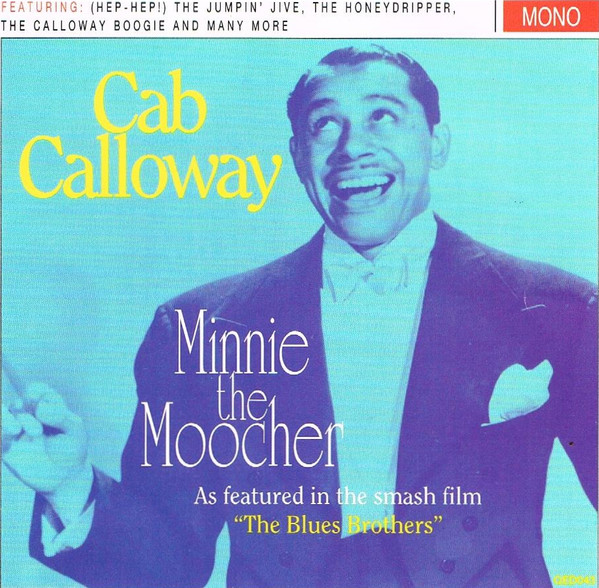 FEATURING: (HEP-HEP!) THE JUMPIN' JIVE, THE HONEYDRIPPER,
THE CALLOWAY BOOGIE AND MANY MORE
MONO
Cab
Calloway
Minnie
the
Moocher
As featured in the smash film
"The Blues Brothers"